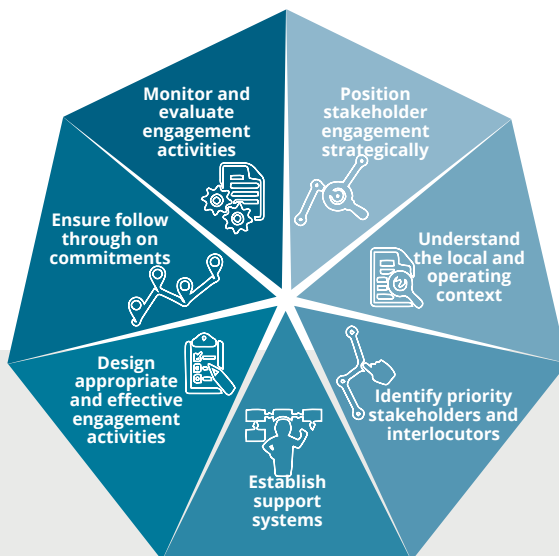 Position
stakeholder
engagement
strategically
Understand
the local and
operating
context
Identify priority
stakeholders and
interlocutors
Establish
support
systems
Design
appropriate
and effective
engagement
activities
Ensure follow
through on
commitments
Monitor and
evaluate
engagement
activities